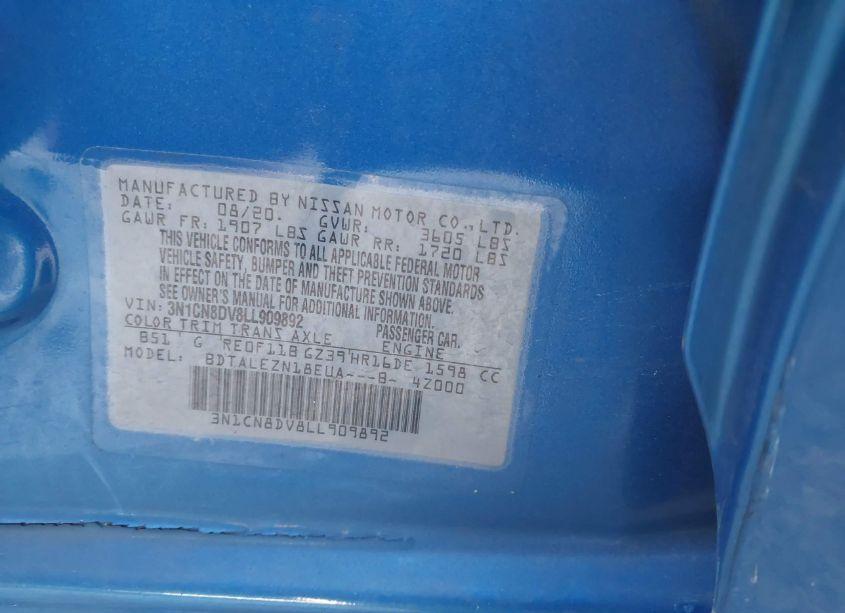 MANUFACTURED BY NISSAN MOTOR CO., LTD.
DATE: 08/20. GVWR: 3605 LBS
GAWR FR: 1907 LBS GAWR RR: 1720 LBS
THIS VEHICLE CONFORMS TO ALL APPLICABLE FEDERAL MOTOR
VEHICLE SAFETY, BUMPER AND THEFT PREVENTION STANDARDS
IN EFFECT ON THE DATE OF MANUFACTURE SHOWN ABOVE.
SEE OWNER'S MANUAL FOR ADDITIONAL INFORMATION.
VIN: 3N1CN8DV8LL909892 PASSENGER CAR.
COLOR TRIM TRANS AXLE ENGINE
B51 G RE0F11B GZ39 HR16DE 1598 CC
MODEL: BDTALEZN18EUA---B- 4Z000
3N1CN8DV8LL909892